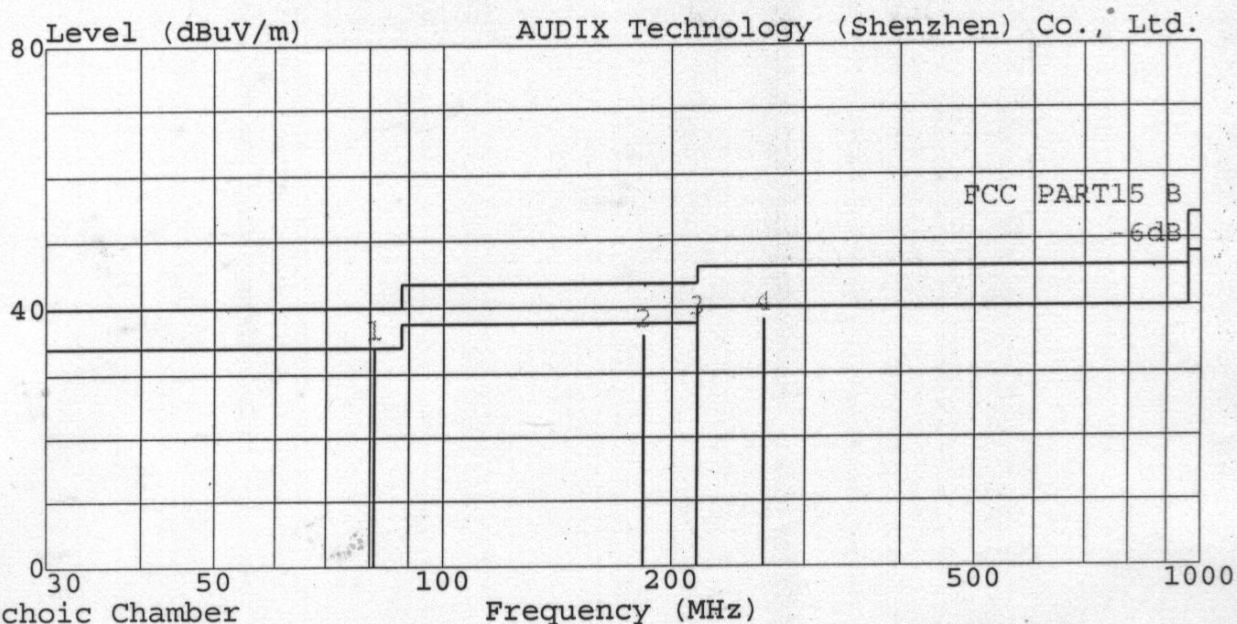 Level (dBuV/m) AUDIX Technology (Shenzhen) Co., Ltd.
80
FCC PART15 B
-6dB
40
1 2 3 4
0
30 50 100 200 500 1000
choic Chamber Frequency (MHz)